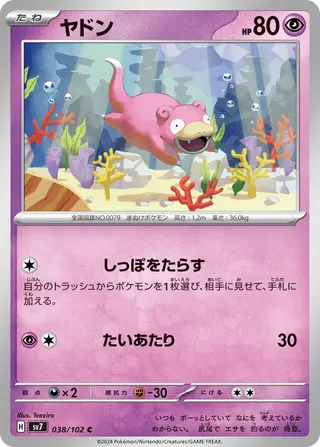 たね
ヤドン
HP80
全国図鑑NO.0079 まぬけポケモン 高さ:1.2m 重さ:36.0kg
しっぽをたらす
自分のトラッシュからポケモンを1枚選び、相手に見せて、手札に
加える。
たいあたり 30
弱点 ×2 抵抗力 -30 にげる
Illus. Teeziro
H sv7 038/102 C
いつも ボーッと していて なにを 考えて
いるか わからない。 尻尾で エサを 釣るのが 得意。
©2024 Pokémon/Nintendo/Creatures/GAME FREAK.